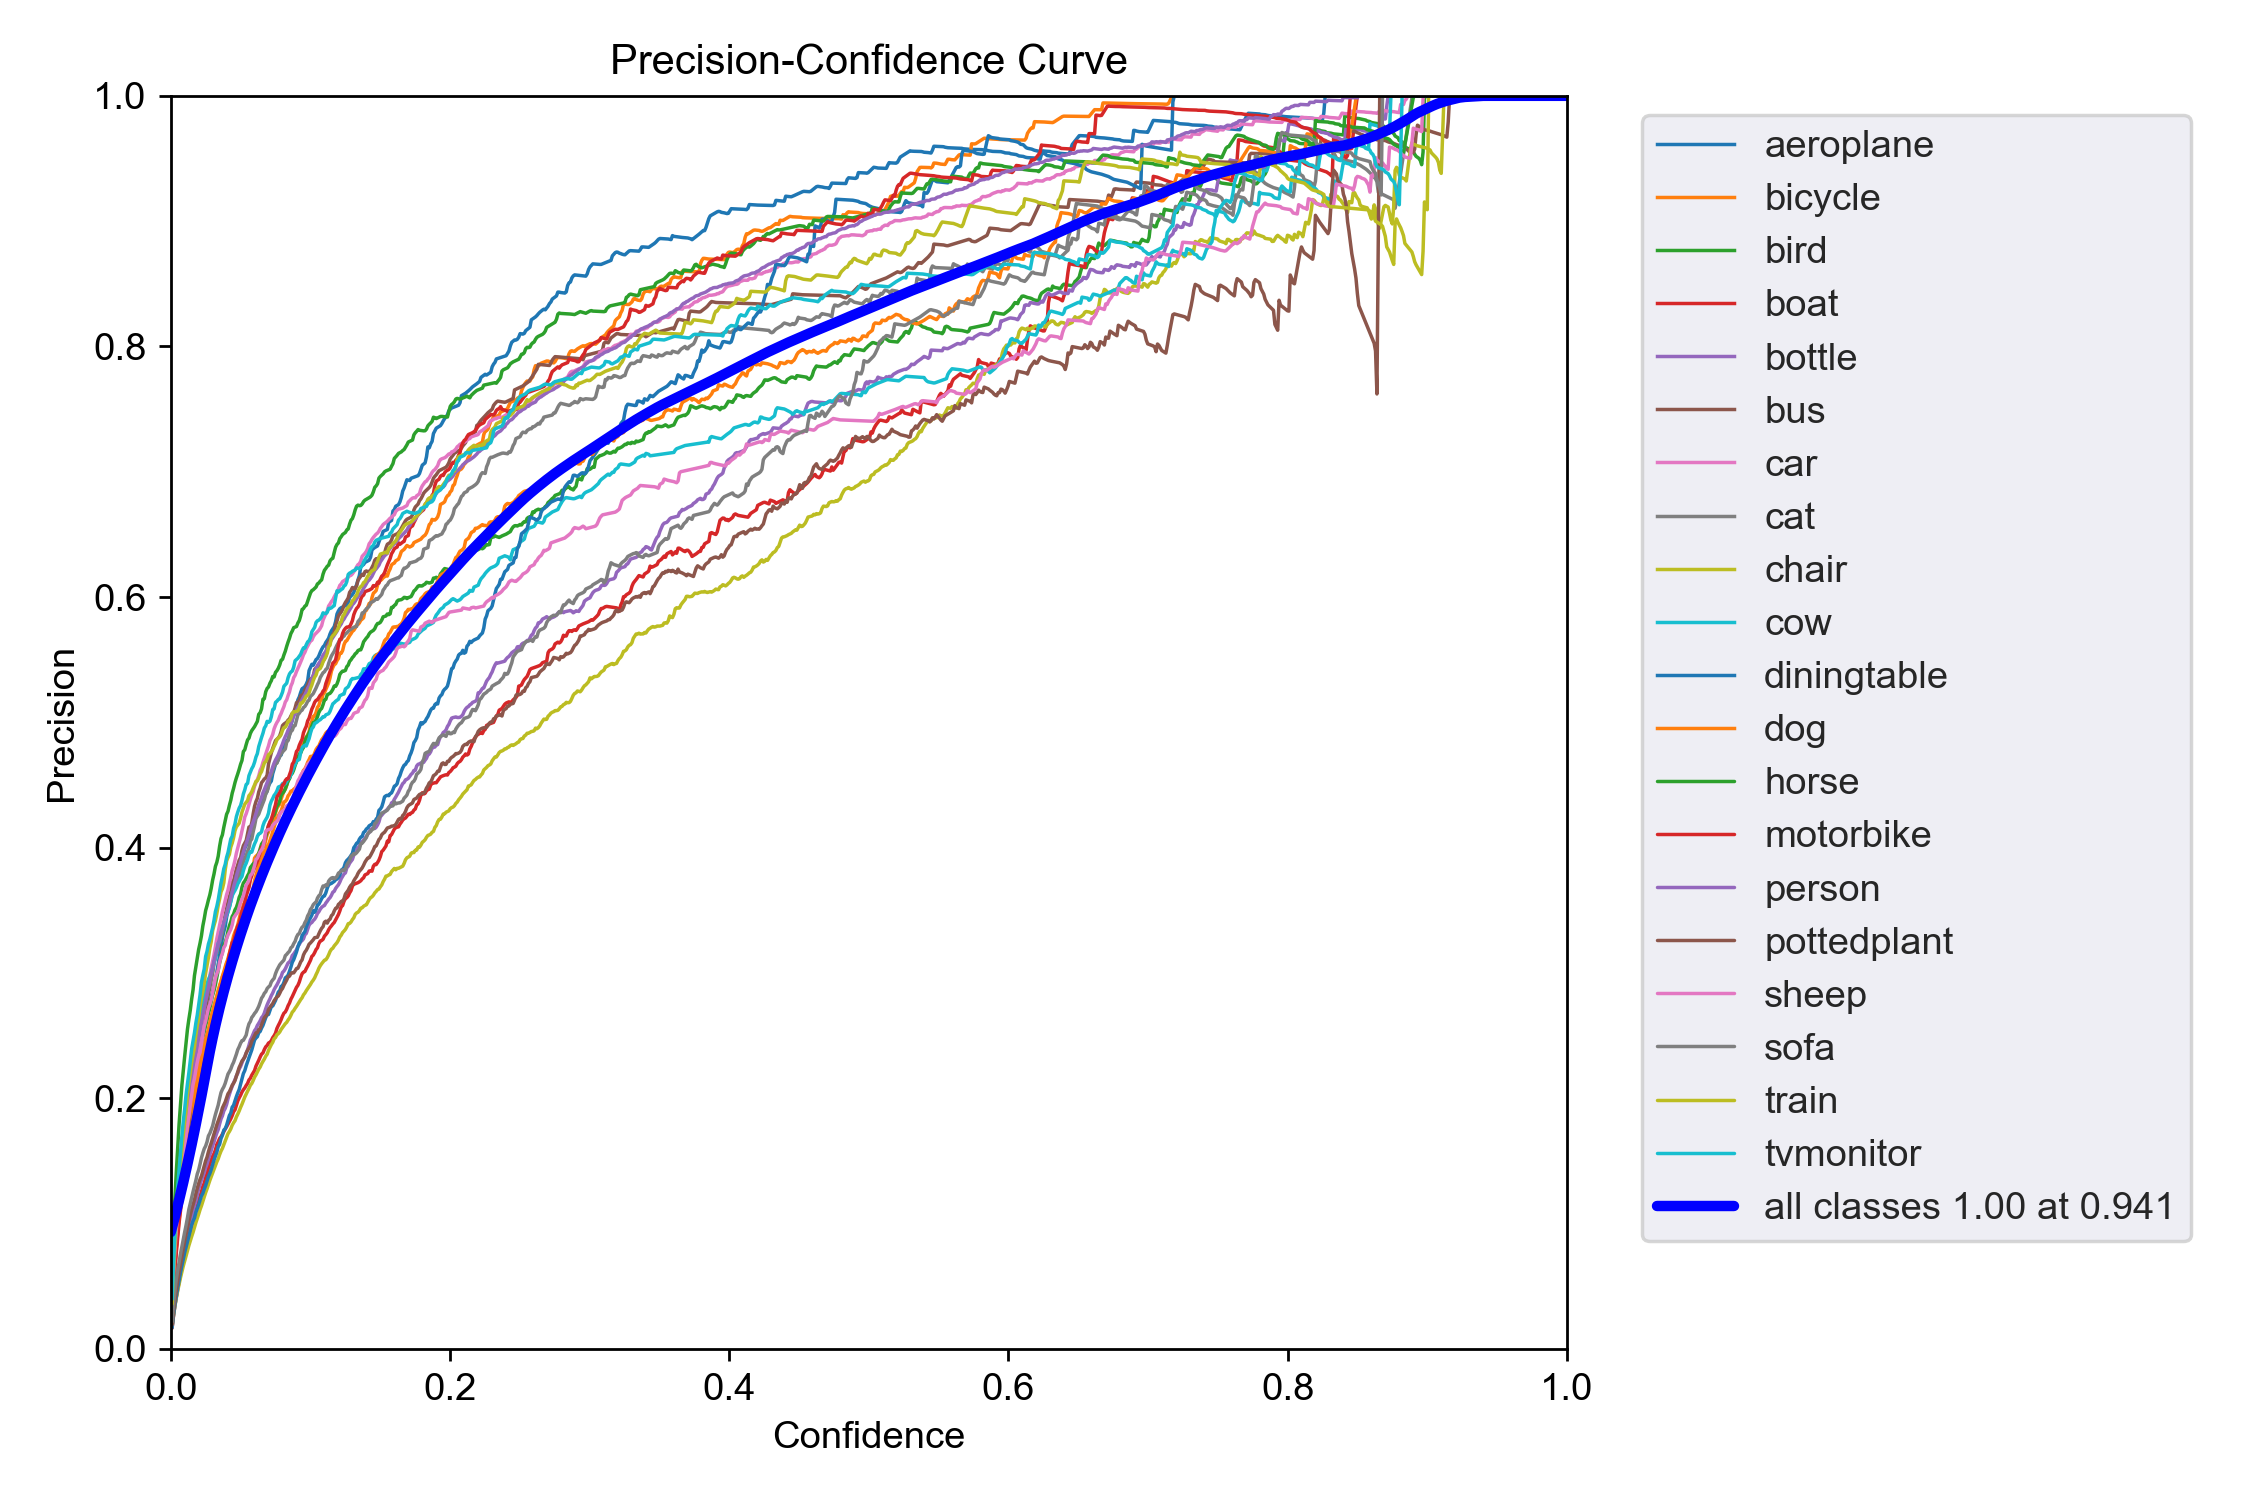 Precision-Confidence Curve
1.0
0.8
0.6
0.4
0.2
0.0
Precision
0.0 0.2 0.4 0.6 0.8 1.0
Confidence
aeroplane
bicycle
bird
boat
bottle
bus
car
cat
chair
cow
diningtable
dog
horse
motorbike
person
pottedplant
sheep
sofa
train
tvmonitor
all classes 1.00 at 0.941